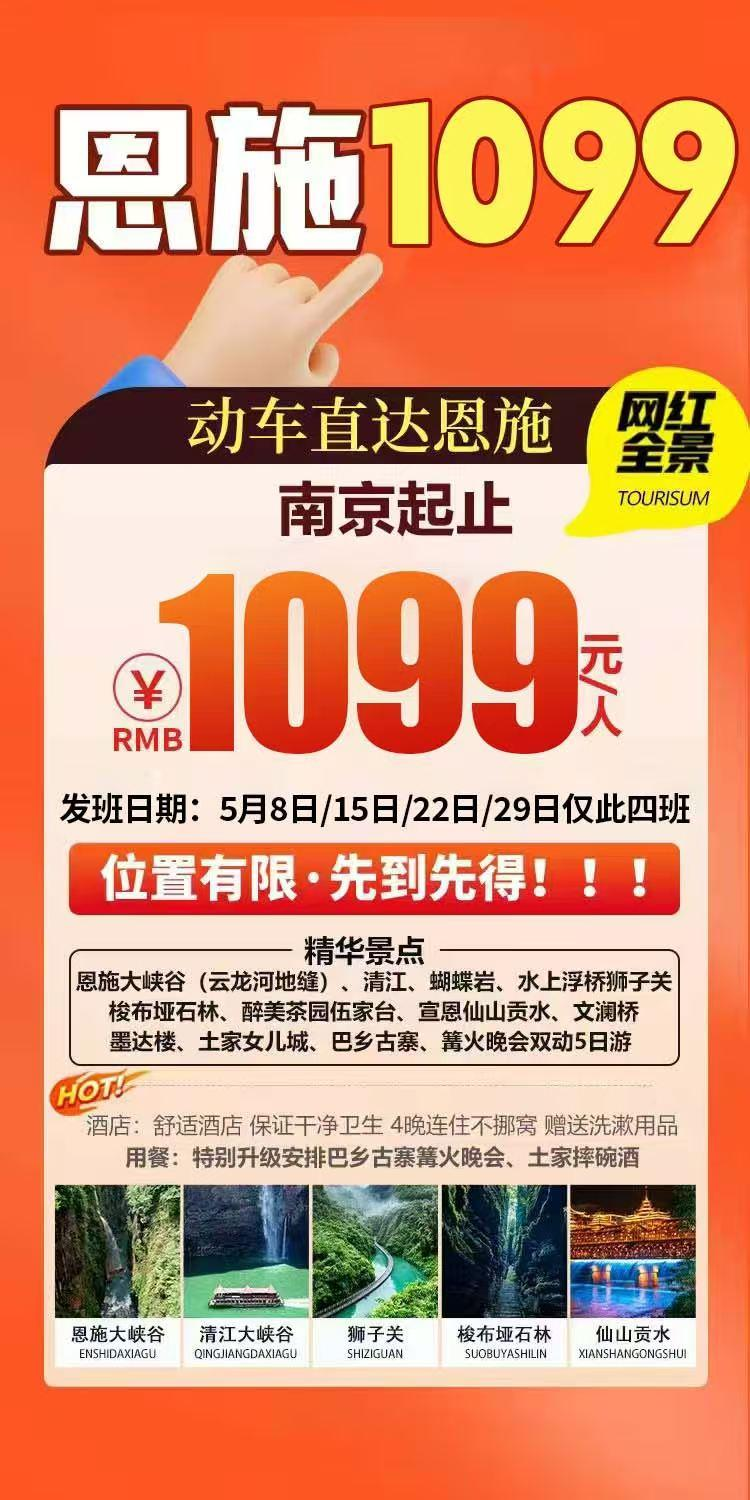 恩施1099
动车直达恩施
网红
全景
TOURISUM
南京起止
¥
RMB
1099
元/人
发班日期：5月8日/15日/22日/29日仅此四班
位置有限·先到先得！！！
精华景点
恩施大峡谷（云龙河地缝）、清江、蝴蝶岩、水上浮桥狮子关
梭布垭石林、醉美茶园伍家台、宣恩仙山贡水、文澜桥
墨达楼、土家女儿城、巴乡古寨、篝火晚会双动5日游
HOT!
酒店：舒适酒店 保证干净卫生 4晚连住不挪窝 赠送洗漱用品
用餐：特别升级安排巴乡古寨篝火晚会、土家摔碗酒
恩施大峡谷
ENSHIDAXIAGU
清江大峡谷
QINGJIANGDAXIAGU
狮子关
SHIZIGUAN
梭布垭石林
SUOBUYASHILIN
仙山贡水
XIANSHANGONGSHUI